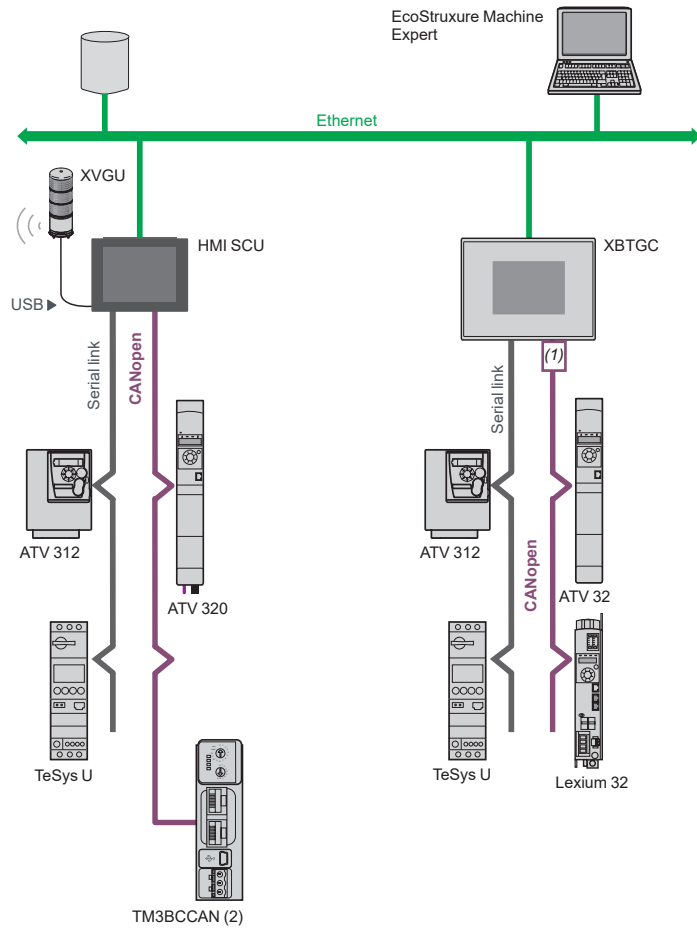 EcoStruxure Machine
Expert
Ethernet
XVGU
HMI SCU
XBTGC
USB
Serial link
CANopen
Serial link
(1)
ATV 312
ATV 320
ATV 312
CANopen
ATV 32
TeSys U
TeSys U
Lexium 32
TM3BCCAN (2)